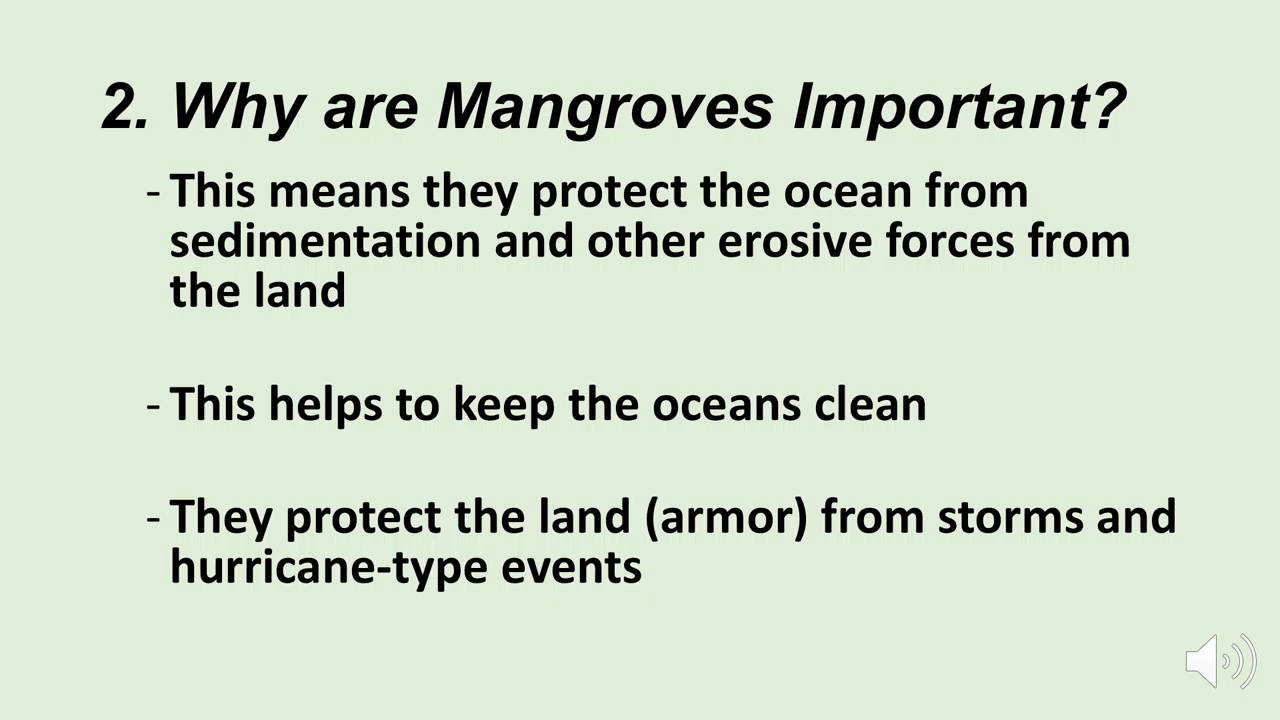 2. Why are Mangroves Important?
- This means they protect the ocean from
sedimentation and other erosive forces from
the land
- This helps to keep the oceans clean
- They protect the land (armor) from storms and
hurricane-type events